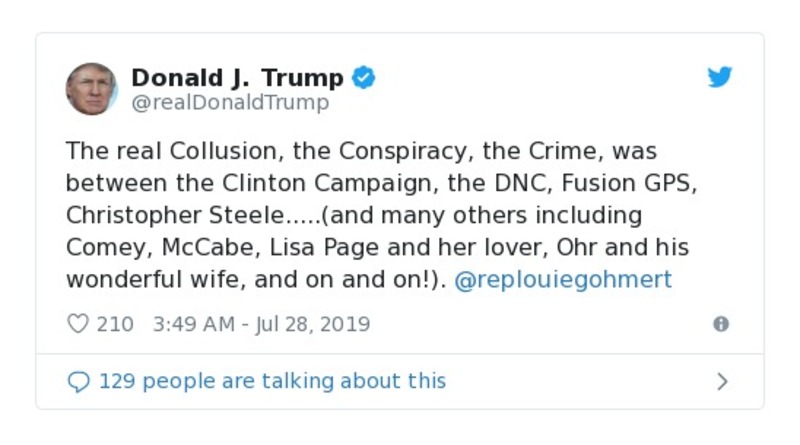 Donald J. Trump
@realDonaldTrump
The real Collusion, the Conspiracy, the Crime, was
between the Clinton Campaign, the DNC, Fusion GPS,
Christopher Steele.....(and many others including
Comey, McCabe, Lisa Page and her lover, Ohr and his
wonderful wife, and on and on!). @replouiegohmert
210 3:49 AM - Jul 28, 2019
129 people are talking about this